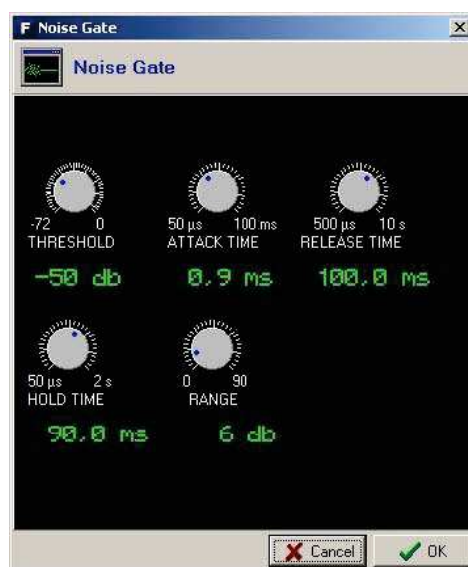 F Noise Gate
Noise Gate
-72 0
THRESHOLD
-50 db
50 µs 100 ms
ATTACK TIME
0,9 ms
500 µs 10 s
RELEASE TIME
100,0 ms
50 µs 2 s
HOLD TIME
90,0 ms
0 90
RANGE
6 db
Cancel
OK